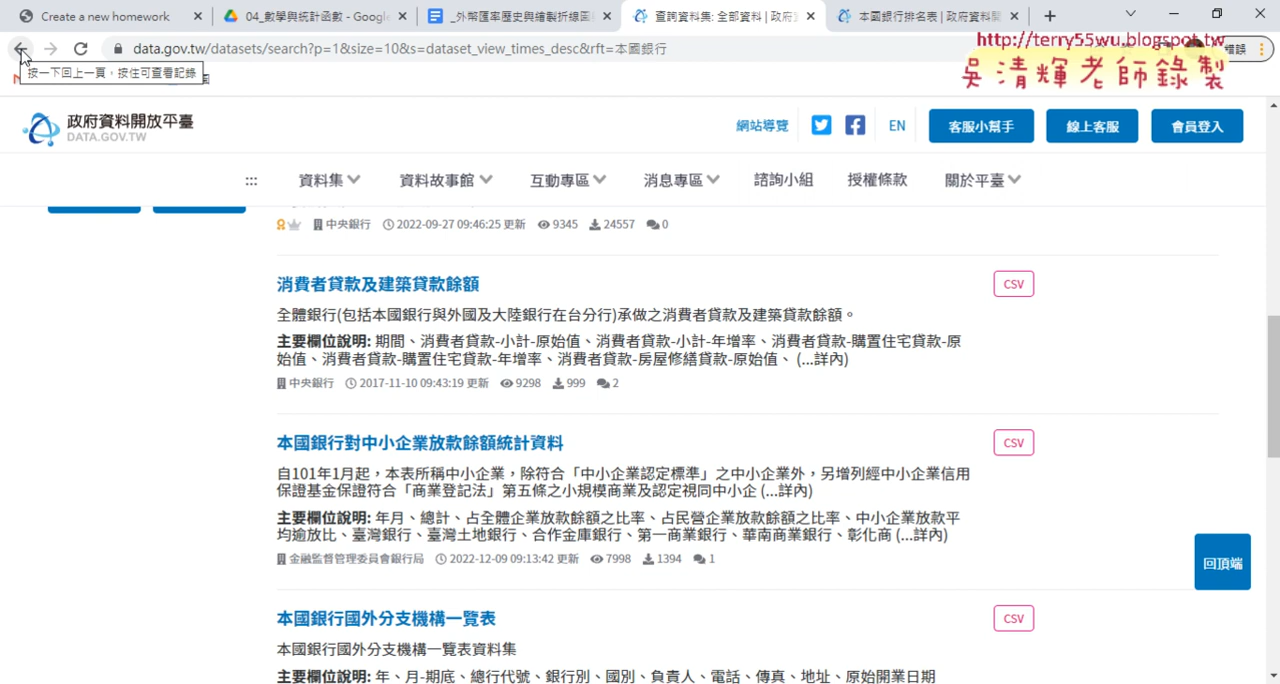 Create a new homework
04_數學與統計函數 - Google
_外幣匯率歷史與繪製折線圖
查詢資料集: 全部資料 | 政府資
本國銀行排名表 | 政府資料開
data.gov.tw/datasets/search?p=1&size=10&s=dataset_view_times_desc&rft=本國銀行
錯誤
按一下回上一頁，按住可查看記錄
http://terry55wu.blogspot.tw
吳清輝老師錄製
政府資料開放平臺
DATA.GOV.TW
網站導覽
EN
客服小幫手
線上客服
會員登入
:::
資料集
資料故事館
互動專區
消息專區
諮詢小組
授權條款
關於平臺
中央銀行 2022-09-27 09:46:25 更新 9345 24557 0
消費者貸款及建築貸款餘額
CSV
全體銀行(包括本國銀行與外國及大陸銀行在台分行)承做之消費者貸款及建築貸款餘額。
主要欄位說明: 期間、消費者貸款-小計-原始值、消費者貸款-小計-年增率、消費者貸款-購置住宅貸款-原
始值、消費者貸款-購置住宅貸款-年增率、消費者貸款-房屋修繕貸款-原始值、 (...詳內)
中央銀行 2017-11-10 09:43:19 更新 9298 999 2
本國銀行對中小企業放款餘額統計資料
CSV
自101年1月起，本表所稱中小企業，除符合「中小企業認定標準」之中小企業外，另增列經中小企業信用
保證基金保證符合「商業登記法」第五條之小規模商業及認定視同中小企 (...詳內)
主要欄位說明: 年月、總計、占全體企業放款餘額之比率、占民營企業放款餘額之比率、中小企業放款平
均逾放比、臺灣銀行、臺灣土地銀行、合作金庫銀行、第一商業銀行、華南商業銀行、彰化商 (...詳內)
金融監督管理委員會銀行局 2022-12-09 09:13:42 更新 7998 1394 1
回頂端
本國銀行國外分支機構一覽表
CSV
本國銀行國外分支機構一覽表資料集
主要欄位說明: 年、月-期底、總行代號、銀行別、國別、負責人、電話、傳真、地址、原始開業日期